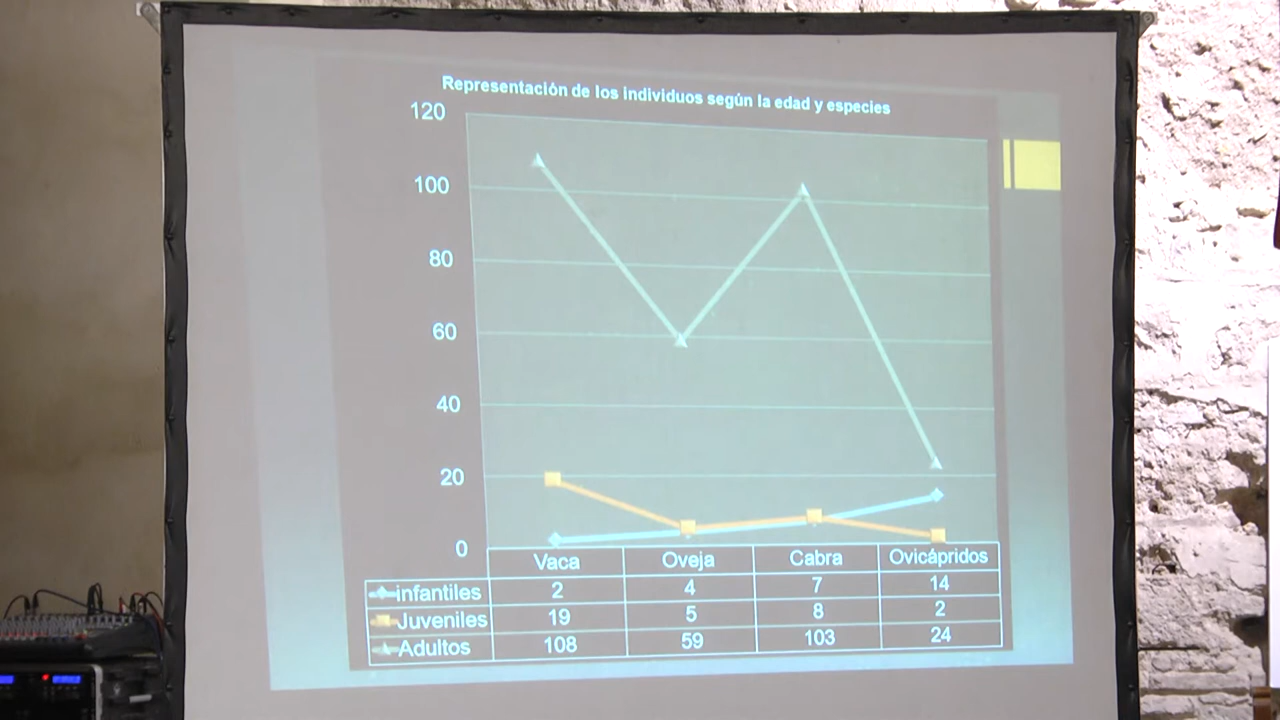 Representación de los individuos según la edad y especies
120
100
80
60
40
20
0
Vaca Oveja Cabra Ovicápridos
infantiles 2 4 7 14
Juveniles 19 5 8 2
Adultos 108 59 103 24